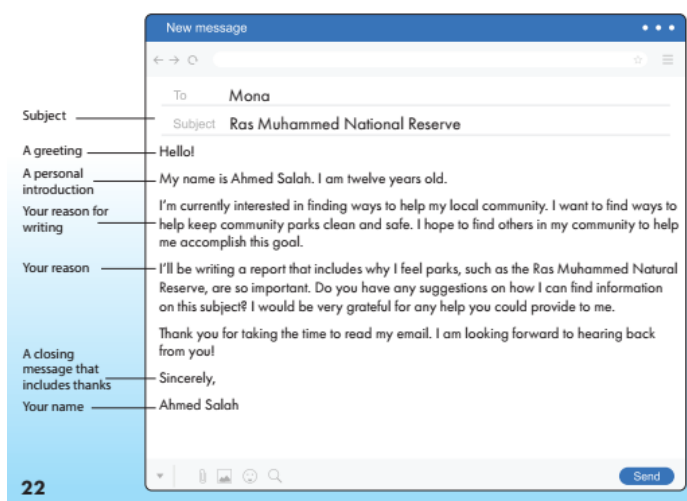 New message
To Mona
Subject
Subject Ras Muhammed National Reserve
A greeting
Hello!
A personal
introduction
My name is Ahmed Salah. I am twelve years old.
Your reason for
writing
I'm currently interested in finding ways to help my local community. I want to find ways to
help keep community parks clean and safe. I hope to find others in my community to help
me accomplish this goal.
Your reason
I'll be writing a report that includes why I feel parks, such as the Ras Muhammed Natural
Reserve, are so important. Do you have any suggestions on how I can find information
on this subject? I would be very grateful for any help you could provide to me.
Thank you for taking the time to read my email. I am looking forward to hearing back
from you!
A closing
message that
includes thanks
Sincerely,
Your name
Ahmed Salah
Send
22